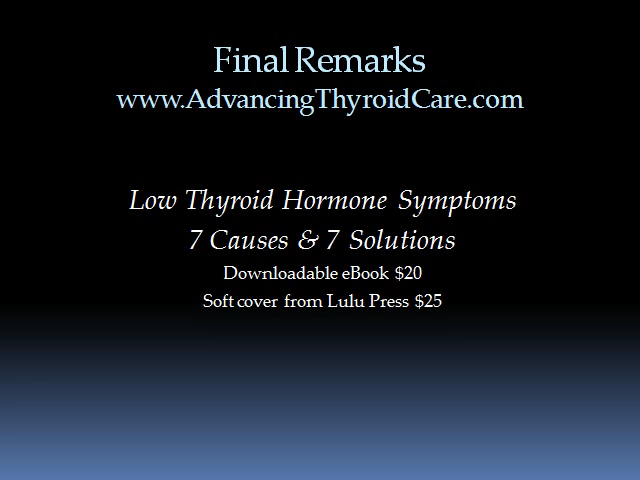 Final Remarks
www.AdvancingThyroidCare.com
Low Thyroid Hormone Symptoms
7 Causes & 7 Solutions
Downloadable eBook $20
Soft cover from Lulu Press $25